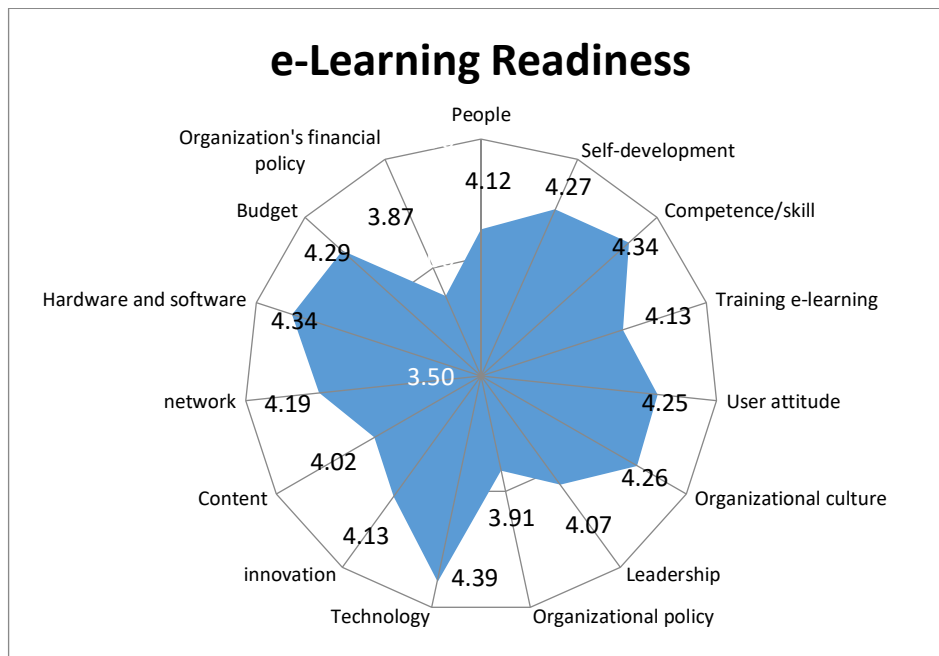 e-Learning Readiness
People
Organization's financial
policy
Self-development
4.12
4.27
3.87
Budget
Competence/skill
4.29
4.34
Hardware and software
Training e-learning
4.34
4.13
3.50
network
User attitude
4.19
4.25
4.02
4.26
Content
Organizational culture
4.13
3.91
4.07
innovation
Leadership
4.39
Technology
Organizational policy